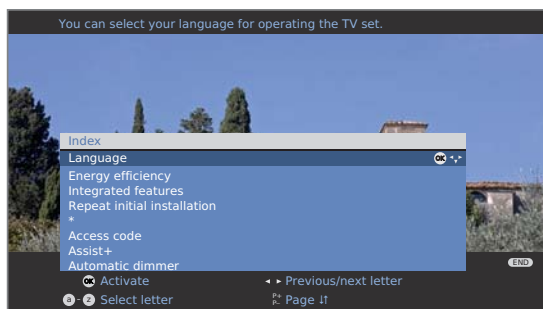 You can select your language for operating the TV set.
Index
Language OK
Energy efficiency
Integrated features
Repeat initial installation
*
Access code
Assist+
Automatic dimmer
END
OK Activate ◂ ▸ Previous/next letter
a - z Select letter P+ P– Page ↓↑